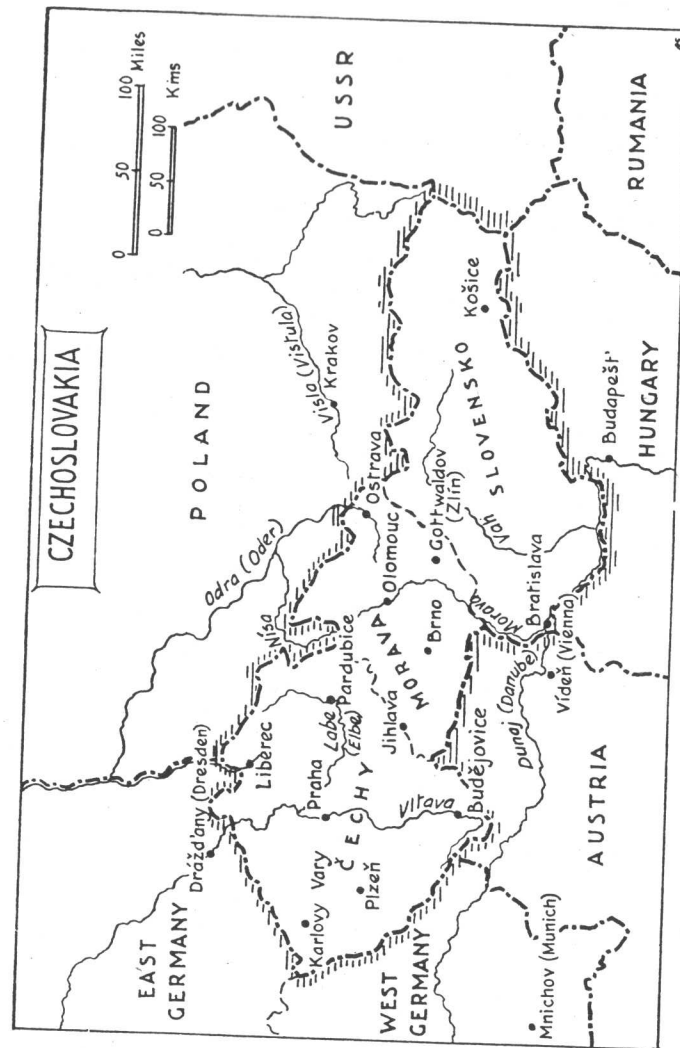 CZECHOSLOVAKIA
0 50 100 Miles
0 50 100 Kms
EAST
GERMANY
Drážďany (Dresden)
Odra (Oder)
POLAND
Visla (Vistula)
Krakov
USSR
Liberec
Nisa
Karlovy Vary
Praha
Labe
(Elbe)
Pardubice
Ostrava
Plzeň
ČECHY
Jihlava
MORAVA
Olomouc
WEST
GERMANY
Vltava
Budějovice
Brno
Gottwaldov
(Zlín)
Váh
SLOVENSKO
Košice
Morava
Dunaj (Danube)
Bratislava
Vídeň (Vienna)
Mnichov (Munich)
AUSTRIA
Budapešť
HUNGARY
RUMANIA